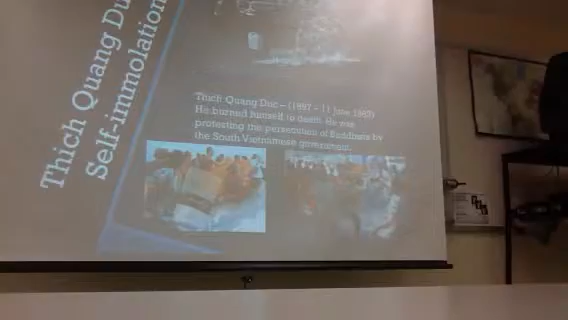 Thich Quang Du
Self-immolation
Thich Quang Duc – (1897 – 11 June 1963)
He burned himself to death. He was
protesting the persecution of Buddhists by
the South Vietnamese government.